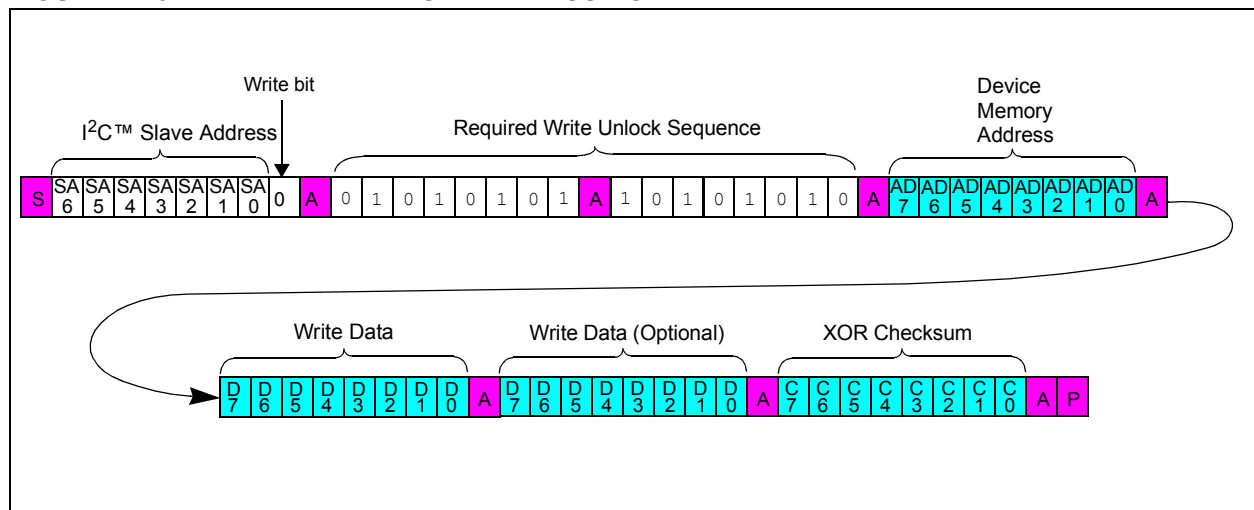 Write bit
Device
Memory
Address
I²C™ Slave Address
Required Write Unlock Sequence
S SA6 SA5 SA4 SA3 SA2 SA1 SA0 0 A 0 1 0 1 0 1 0 1 A 1 0 1 0 1 0 1 0 A AD7 AD6 AD5 AD4 AD3 AD2 AD1 AD0 A
Write Data
Write Data (Optional)
XOR Checksum
D7 D6 D5 D4 D3 D2 D1 D0 A D7 D6 D5 D4 D3 D2 D1 D0 A C7 C6 C5 C4 C3 C2 C1 C0 A P